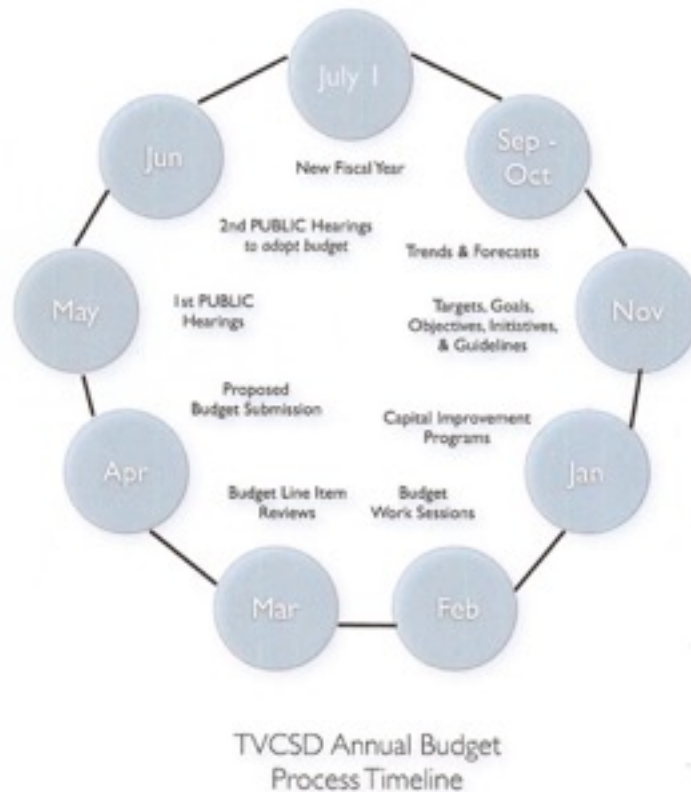 July 1
New Fiscal Year
Sep -
Oct
Trends & Forecasts
Nov
Targets, Goals,
Objectives, Initiatives,
& Guidelines
Jan
Capital Improvement
Programs
Feb
Budget
Work Sessions
Mar
Budget Line Item
Reviews
Apr
Proposed
Budget Submission
May
1st PUBLIC
Hearings
Jun
2nd PUBLIC Hearings
to adopt budget
TVCSD Annual Budget
Process Timeline